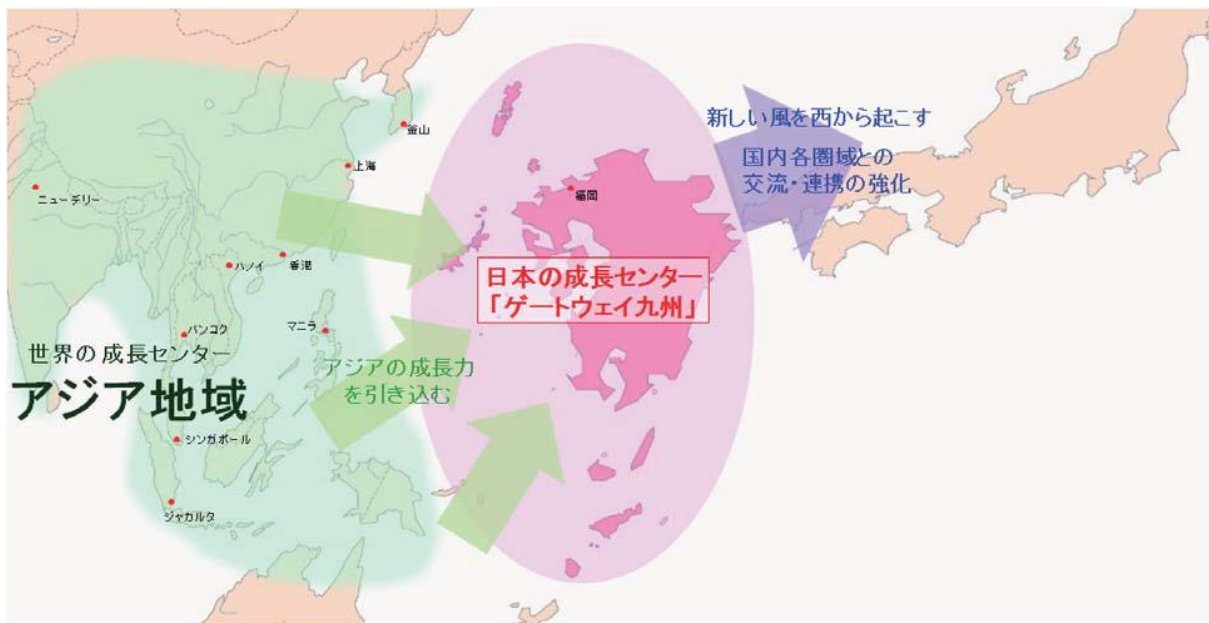 新しい風を西から起こす
国内各圏域との
交流・連携の強化
釜山
上海
ニューデリー
福岡
ハノイ
香港
日本の成長センター
「ゲートウェイ九州」
バンコク
マニラ
世界の成長センター
アジア地域
アジアの成長力
を引き込む
シンガポール
ジャカルタ